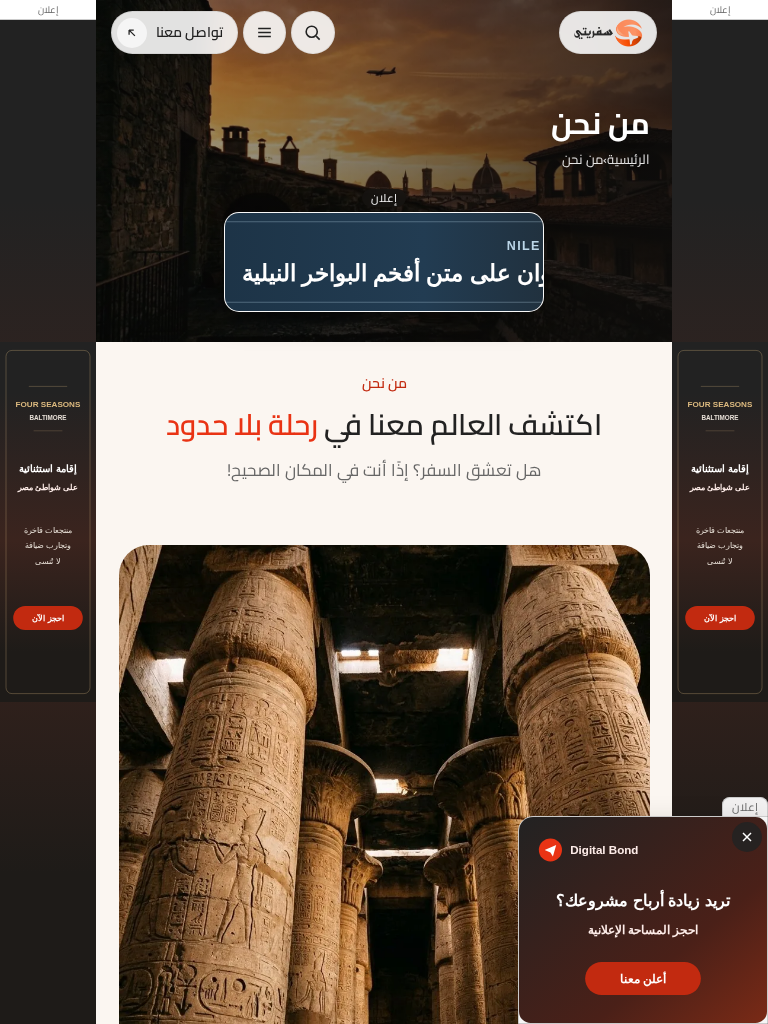 إعلان
سفريتي
تواصل معنا
إعلان
من نحن
الرئيسية›من نحن
إعلان
NILE
وان على متن أفخم البواخر النيلية
من نحن
اكتشف العالم معنا في رحلة بلا حدود
هل تعشق السفر؟ إذًا أنت في المكان الصحيح!
FOUR SEASONS
BALTIMORE
إقامة استثنائية
على شواطئ مصر
منتجعات فاخرة
وتجارب ضيافة
لا تُنسى
احجز الآن
FOUR SEASONS
BALTIMORE
إقامة استثنائية
على شواطئ مصر
منتجعات فاخرة
وتجارب ضيافة
لا تُنسى
احجز الآن
إعلان
Digital Bond
تريد زيادة أرباح مشروعك؟
احجز المساحة الإعلانية
أعلن معنا